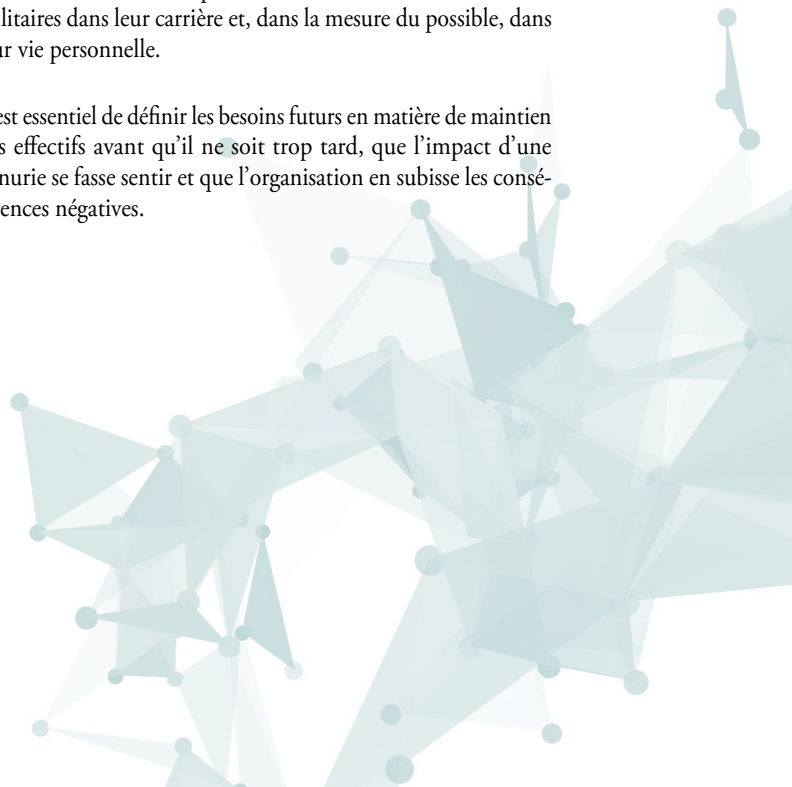 litaires dans leur carrière et, dans la mesure du possible, dans
ur vie personnelle.
est essentiel de définir les besoins futurs en matière de maintien
s effectifs avant qu’il ne soit trop tard, que l’impact d’une
nurie se fasse sentir et que l’organisation en subisse les consé-
ences négatives.